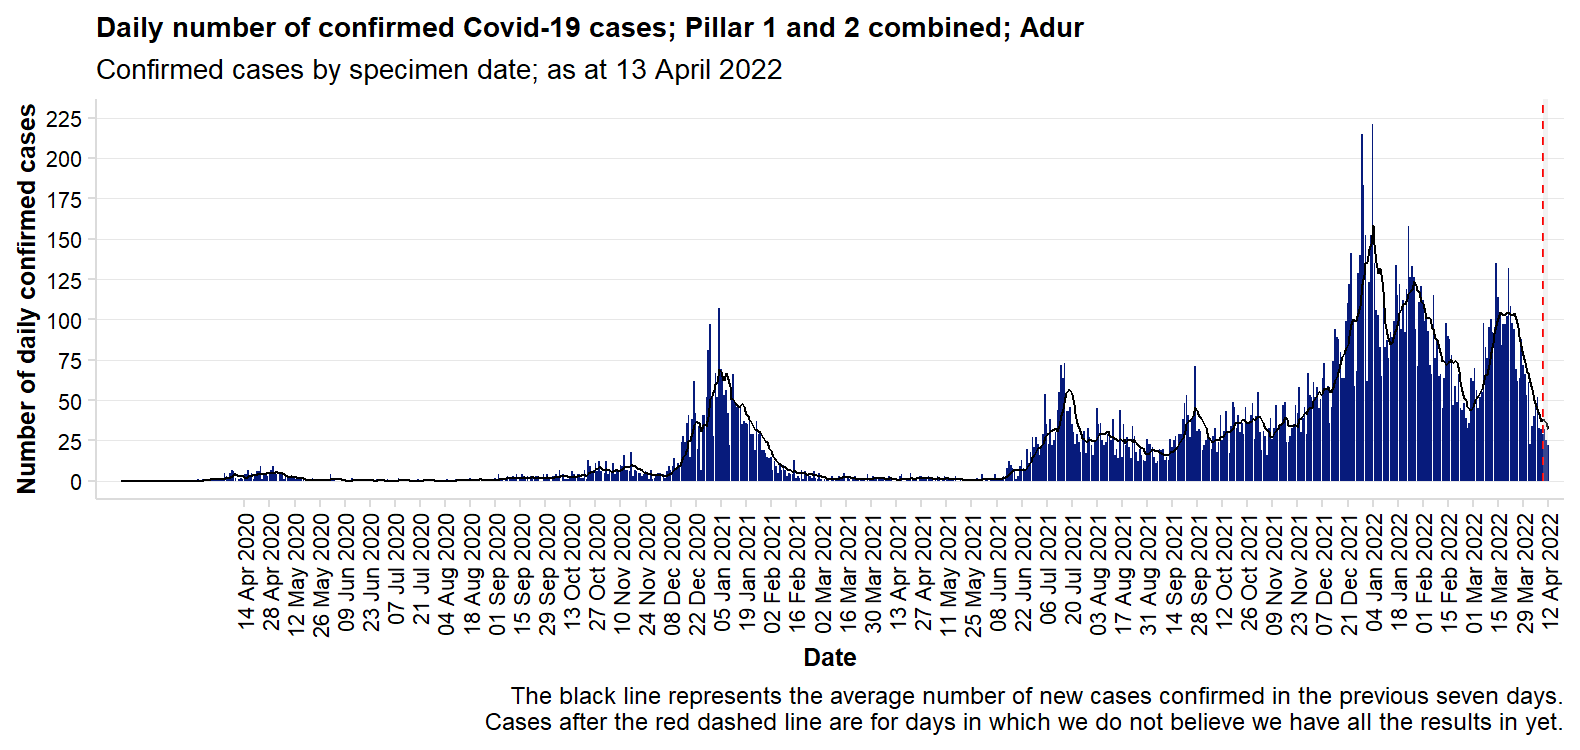 Daily number of confirmed Covid-19 cases; Pillar 1 and 2 combined; Adur
Confirmed cases by specimen date; as at 13 April 2022
Number of daily confirmed cases
225
200
175
150
125
100
75
50
25
0
14 Apr 2020
28 Apr 2020
12 May 2020
26 May 2020
09 Jun 2020
23 Jun 2020
07 Jul 2020
21 Jul 2020
04 Aug 2020
18 Aug 2020
01 Sep 2020
15 Sep 2020
29 Sep 2020
13 Oct 2020
27 Oct 2020
10 Nov 2020
24 Nov 2020
08 Dec 2020
22 Dec 2020
05 Jan 2021
19 Jan 2021
02 Feb 2021
16 Feb 2021
02 Mar 2021
16 Mar 2021
30 Mar 2021
13 Apr 2021
27 Apr 2021
11 May 2021
25 May 2021
08 Jun 2021
22 Jun 2021
06 Jul 2021
20 Jul 2021
03 Aug 2021
17 Aug 2021
31 Aug 2021
14 Sep 2021
28 Sep 2021
12 Oct 2021
26 Oct 2021
09 Nov 2021
23 Nov 2021
07 Dec 2021
21 Dec 2021
04 Jan 2022
18 Jan 2022
01 Feb 2022
15 Feb 2022
01 Mar 2022
15 Mar 2022
29 Mar 2022
12 Apr 2022
Date
The black line represents the average number of new cases confirmed in the previous seven days.
Cases after the red dashed line are for days in which we do not believe we have all the results in yet.